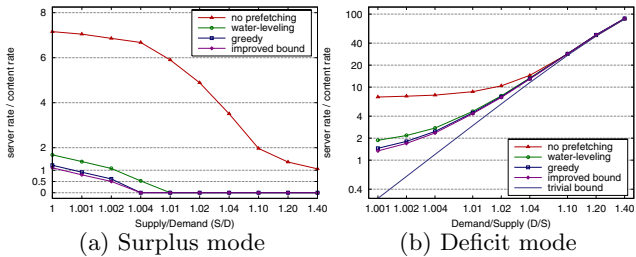 server rate / content rate
8
6
4
2
1
0.5
0
no prefetching
water-leveling
greedy
improved bound
1 1.001 1.002 1.004 1.01 1.02 1.04 1.10 1.20 1.40
Supply/Demand (S/D)
(a) Surplus mode
server rate / content rate
100
40
20
10
4
2
1
0.4
no prefetching
water-leveling
greedy
improved bound
trivial bound
1.001 1.002 1.004 1.01 1.02 1.04 1.10 1.20 1.40
Demand/Supply (D/S)
(b) Deficit mode